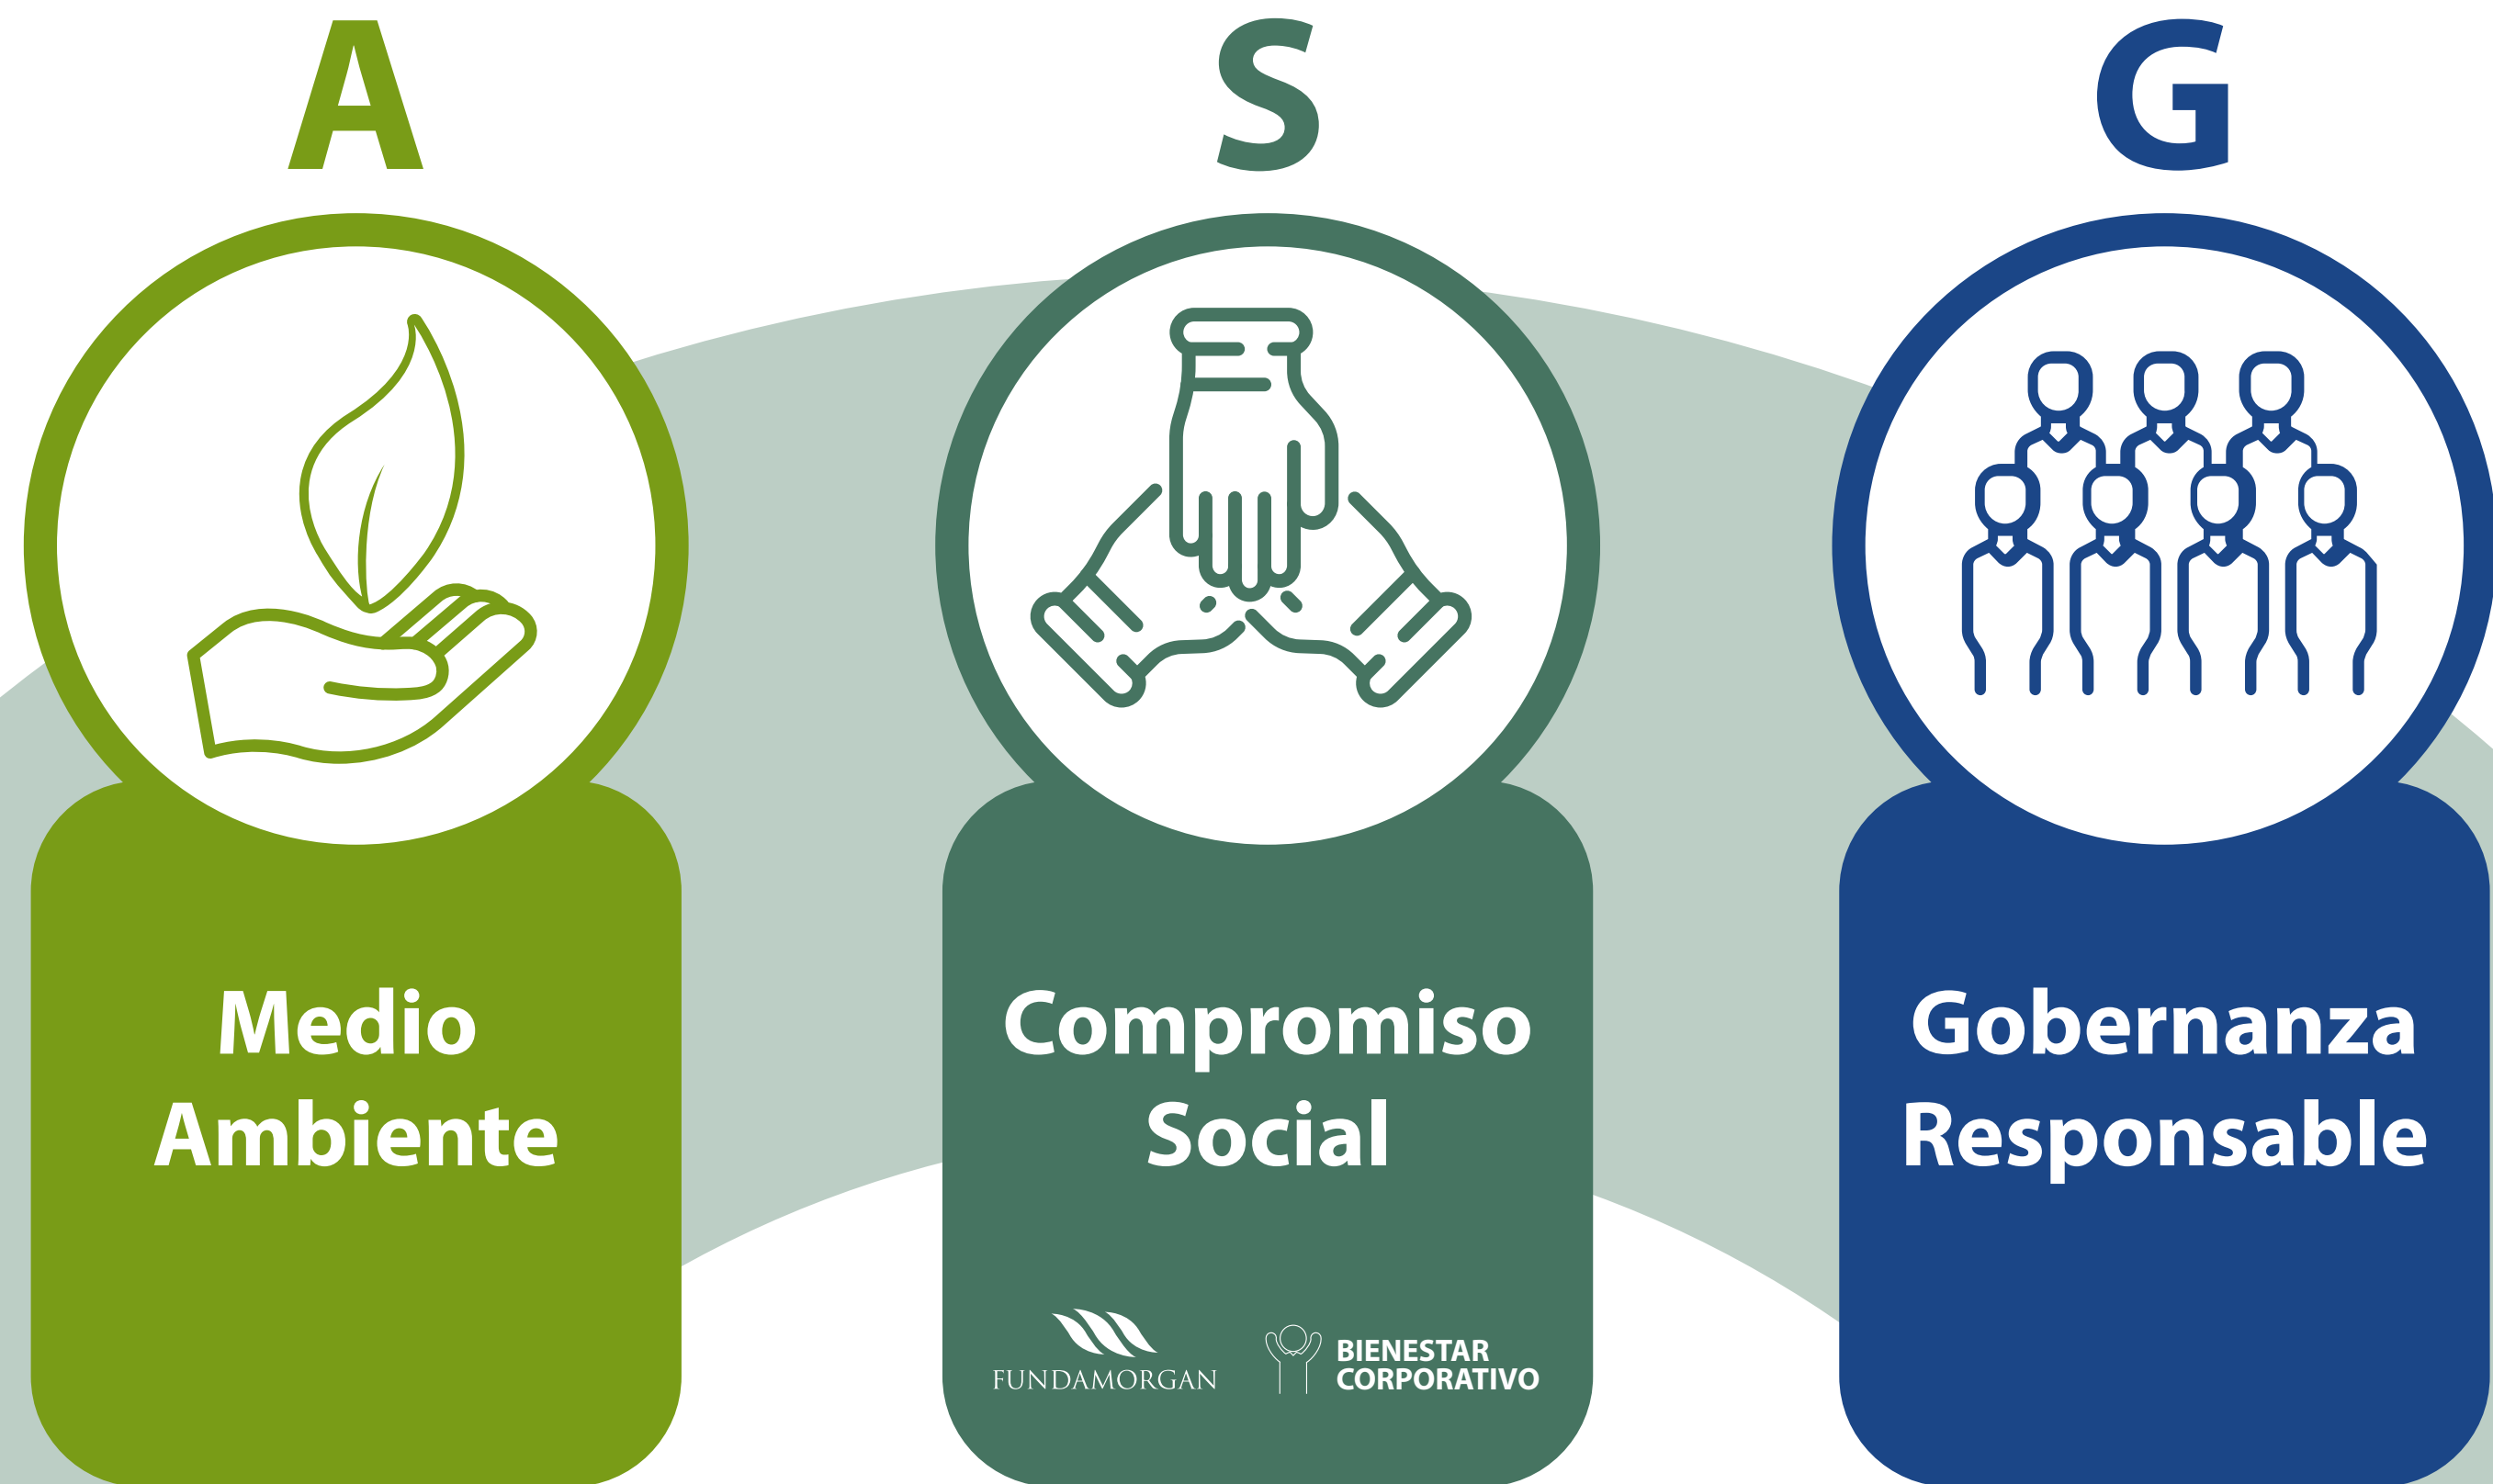 A
S
G
Medio
Ambiente
Compromiso
Social
FUNDAMORGAN
BIENESTAR
CORPORATIVO
Gobernanza
Responsable